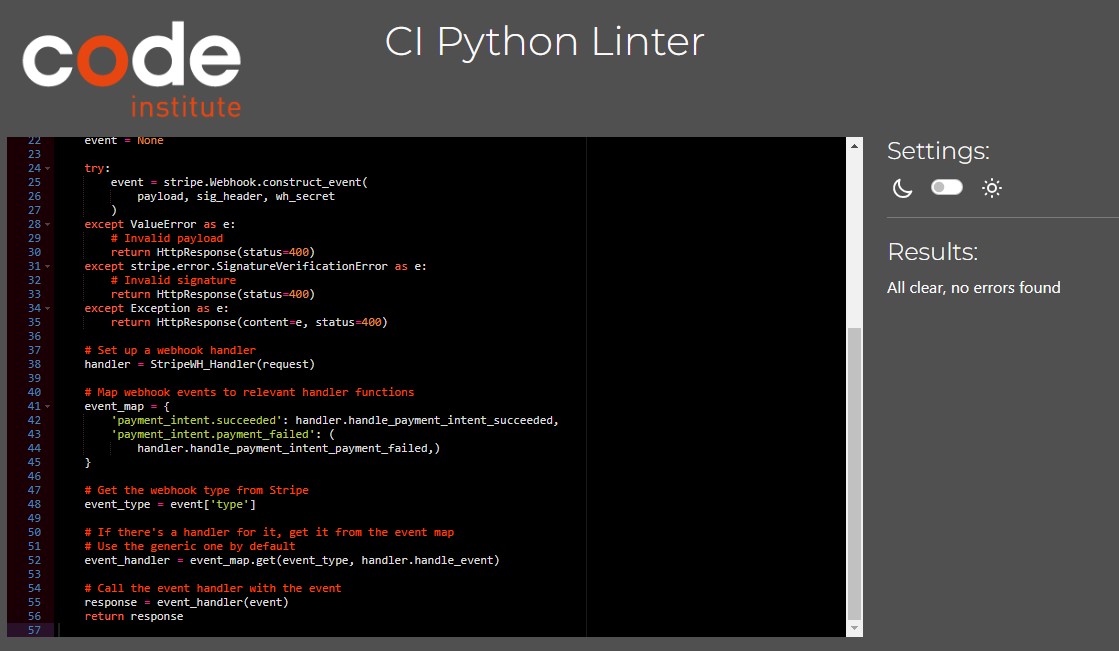 code
institute
CI Python Linter
22 event = None
23
24 try:
25 event = stripe.Webhook.construct_event(
26 payload, sig_header, wh_secret
27 )
28 except ValueError as e:
29 # Invalid payload
30 return HttpResponse(status=400)
31 except stripe.error.SignatureVerificationError as e:
32 # Invalid signature
33 return HttpResponse(status=400)
34 except Exception as e:
35 return HttpResponse(content=e, status=400)
36
37 # Set up a webhook handler
38 handler = StripeWH_Handler(request)
39
40 # Map webhook events to relevant handler functions
41 event_map = {
42 'payment_intent.succeeded': handler.handle_payment_intent_succeeded,
43 'payment_intent.payment_failed': (
44 handler.handle_payment_intent_payment_failed,)
45 }
46
47 # Get the webhook type from Stripe
48 event_type = event['type']
49
50 # If there's a handler for it, get it from the event map
51 # Use the generic one by default
52 event_handler = event_map.get(event_type, handler.handle_event)
53
54 # Call the event handler with the event
55 response = event_handler(event)
56 return response
57
Settings:
Results:
All clear, no errors found